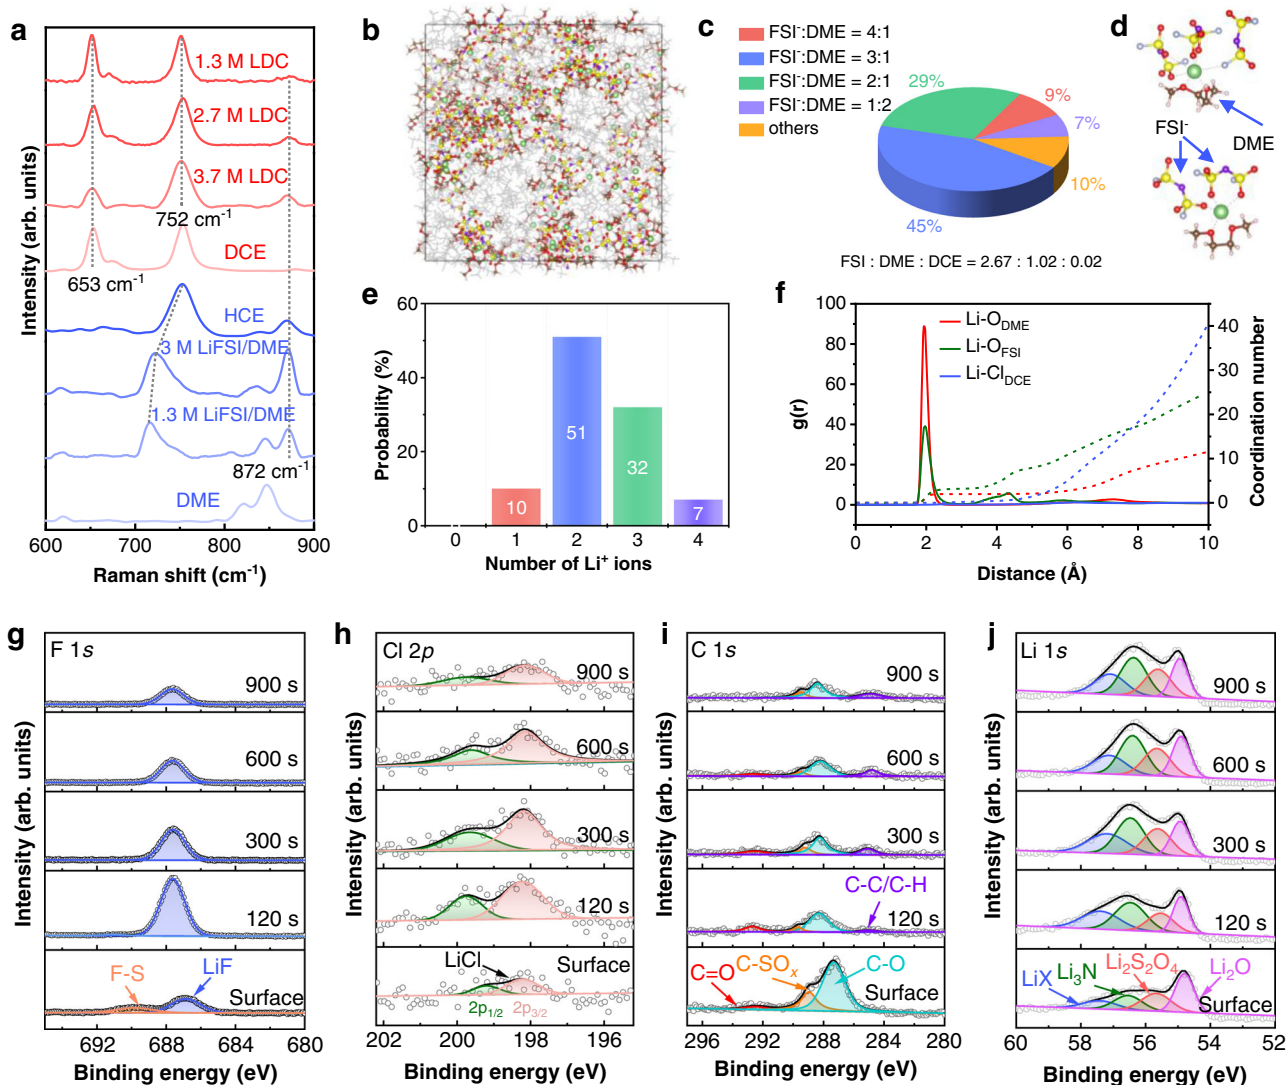 a
Intensity (arb. units)
1.3 M LDC
2.7 M LDC
3.7 M LDC
752 cm⁻¹
DCE
653 cm⁻¹
HCE
3 M LiFSI/DME
1.3 M LiFSI/DME
872 cm⁻¹
DME
600 700 800 900
Raman shift (cm⁻¹)
b
c
FSI⁻:DME = 4:1
FSI⁻:DME = 3:1
FSI⁻:DME = 2:1
FSI⁻:DME = 1:2
others
29%
9%
7%
10%
45%
FSI : DME : DCE = 2.67 : 1.02 : 0.02
d
FSI⁻
DME
e
Probability (%)
60
40
20
0
10
51
32
7
0 1 2 3 4
Number of Li⁺ ions
f
g(r)
100
80
60
40
20
0
Li-O_DME
Li-O_FSI
Li-Cl_DCE
40
30
20
10
0
Coordination number
0 2 4 6 8 10
Distance (Å)
g
F 1s
Intensity (arb. units)
900 s
600 s
300 s
120 s
F-S
LiF
Surface
692 688 684 680
Binding energy (eV)
h
Cl 2p
Intensity (arb. units)
900 s
600 s
300 s
120 s
LiCl
Surface
2p₁/₂
2p₃/₂
202 200 198 196
Binding energy (eV)
i
C 1s
Intensity (arb. units)
900 s
600 s
300 s
C-C/C-H
120 s
C=O
C-SOₓ
C-O
Surface
296 292 288 284 280
Binding energy (eV)
j
Li 1s
Intensity (arb. units)
900 s
600 s
300 s
120 s
LiX
Li₃N
Li₂S₂O₄
Li₂O
Surface
60 58 56 54 52
Binding energy (eV)